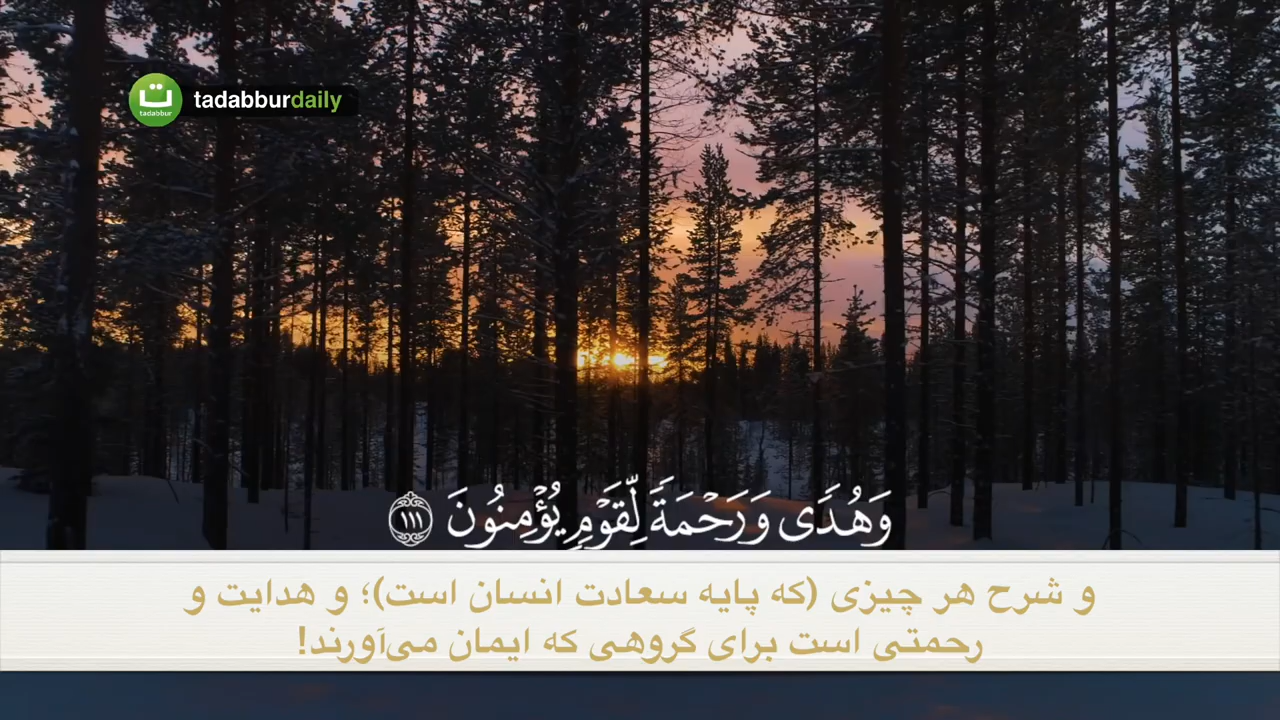 ت
tadabbur
tadabburdaily
وَهُدًى وَرَحْمَةً لِّقَوْمٍ يُؤْمِنُونَ ١١١
و شرح هر چیزی (که پایه سعادت انسان است)؛ و هدایت و
رحمتی است برای گروهی که ایمان می‌آورند!